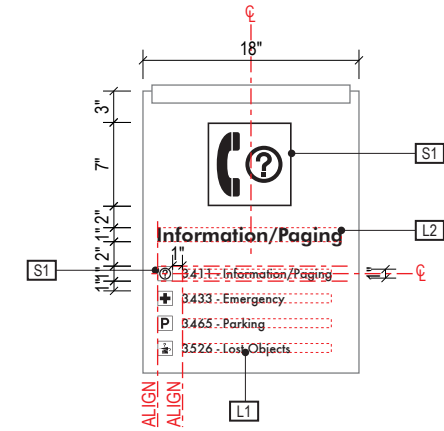 ℄
18"
3"
7"
S1
2"
1"
Information/Paging
L2
2"
1"
S1
3.411 - Information/Paging
1"
℄
1"
1"
3.433 - Emergency
P
3.465 - Parking
3.526 - Lost Objects
ALIGN
ALIGN
L1